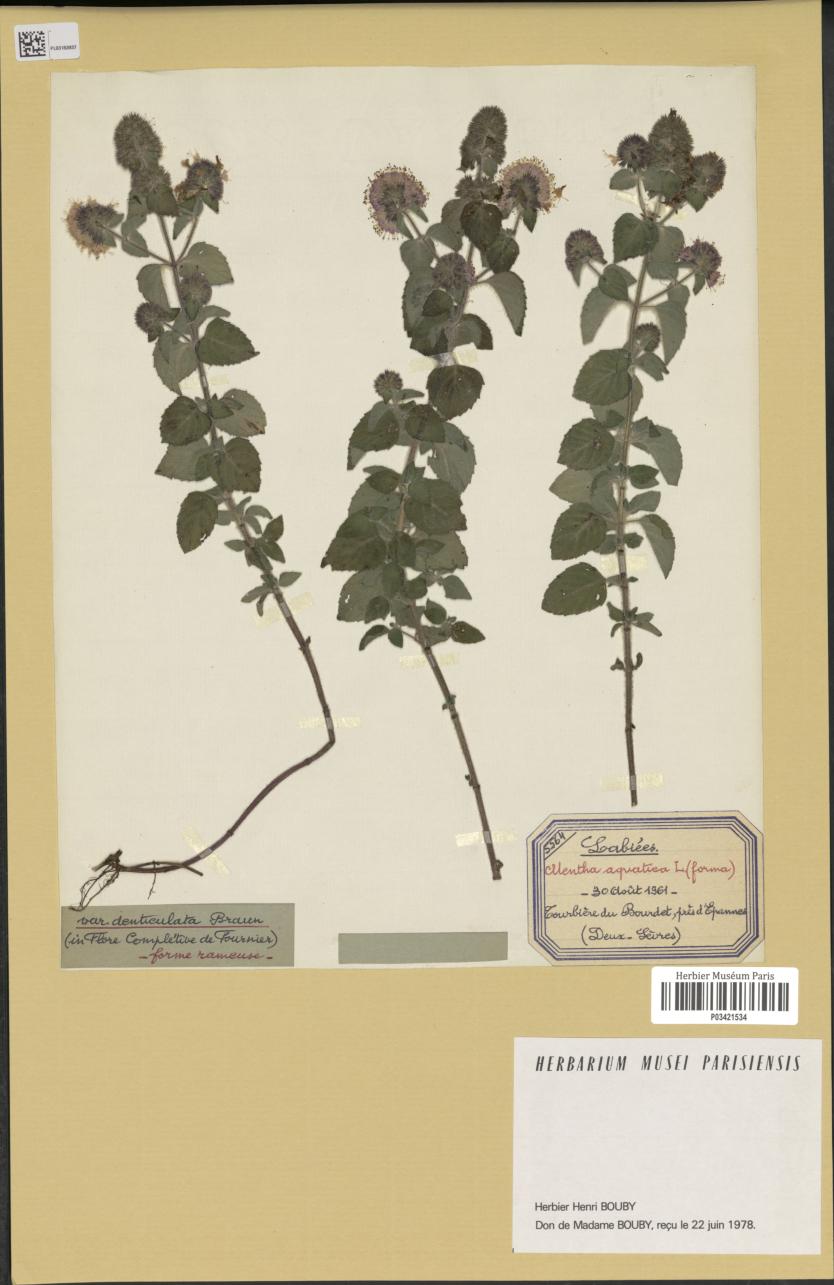 5564
Labiées.
Mentha aquatica L. (forma)
- 30 Août 1961 -
Tourbière du Bourdet, près d'Epannes
(Deux-Sèvres)
var. denticulata Braun
(in Flore Complétive de Fournier)
- forme rameuse -
Herbier Muséum Paris
P03421534
HERBARIUM MUSEI PARISIENSIS
Herbier Henri BOUBY
Don de Madame BOUBY, reçu le 22 juin 1978.